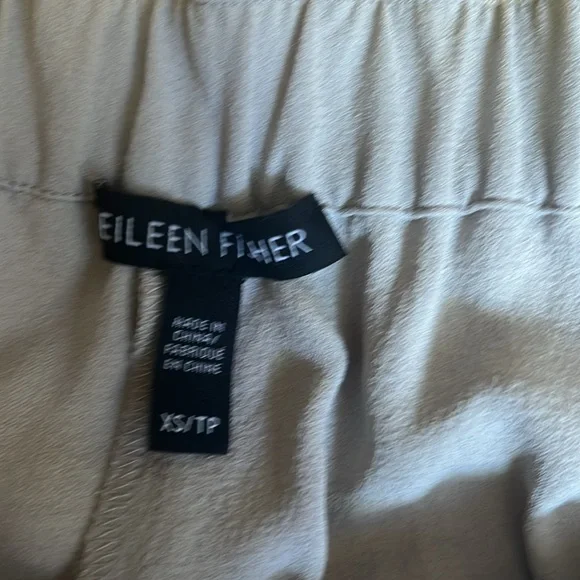 EILEEN FISHER
MADE IN
CHINA/
FABRIQUE
EN CHINE
XS/TP